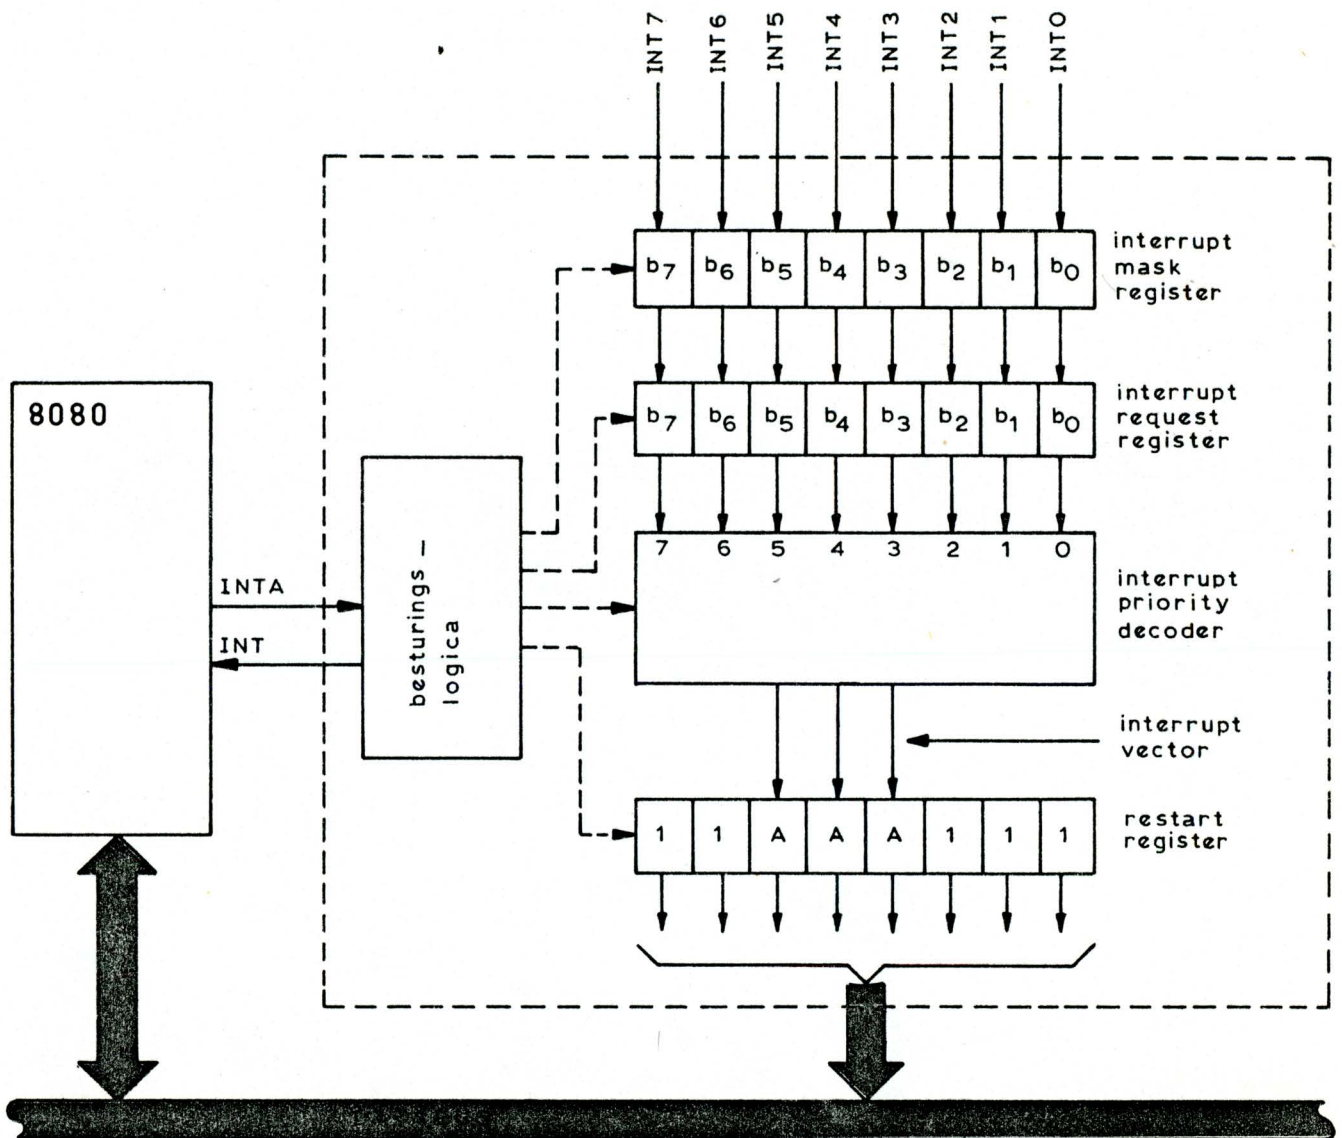 INT7 INT6 INT5 INT4 INT3 INT2 INT1 INT0
b7 b6 b5 b4 b3 b2 b1 b0
interrupt
mask
register
8080
b7 b6 b5 b4 b3 b2 b1 b0
interrupt
request
register
besturings –
logica
INTA
INT
7 6 5 4 3 2 1 0
interrupt
priority
decoder
interrupt
vector
1 1 A A A 1 1 1
restart
register